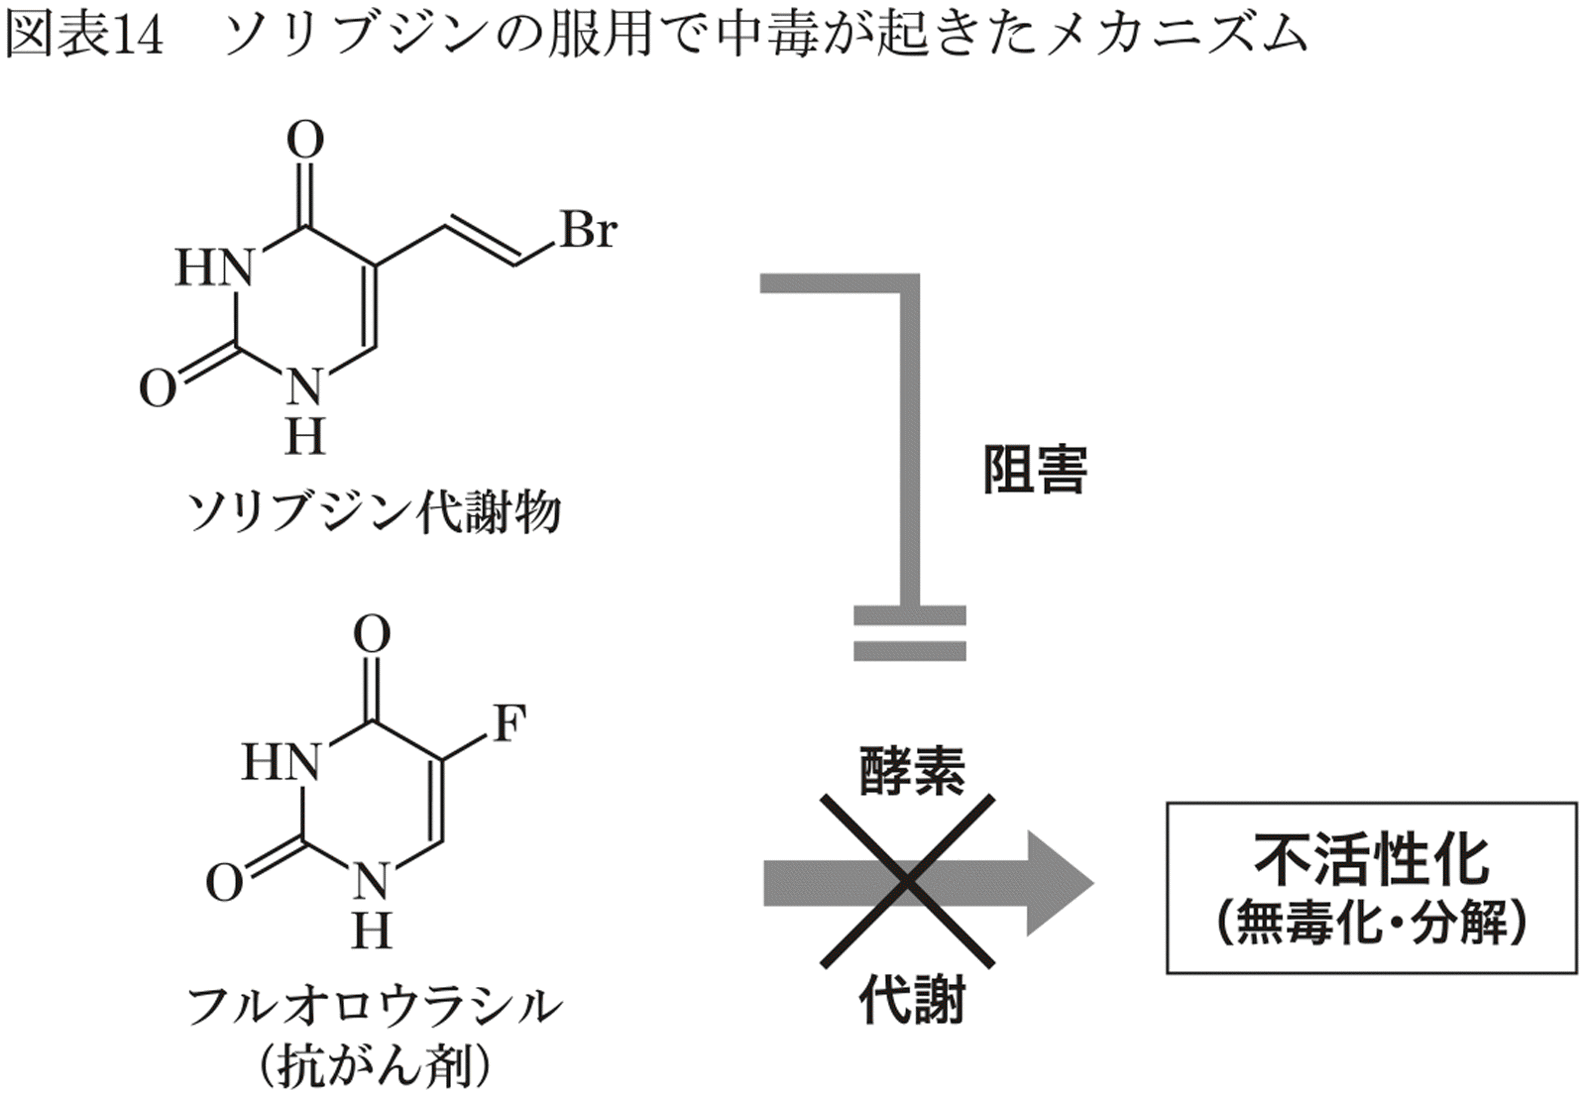 図表14　ソリブジンの服用で中毒が起きたメカニズム
O
Br
HN
O
N
H
ソリブジン代謝物
阻害
O
F
HN
O
N
H
フルオロウラシル
（抗がん剤）
酵素
代謝
不活性化
（無毒化・分解）